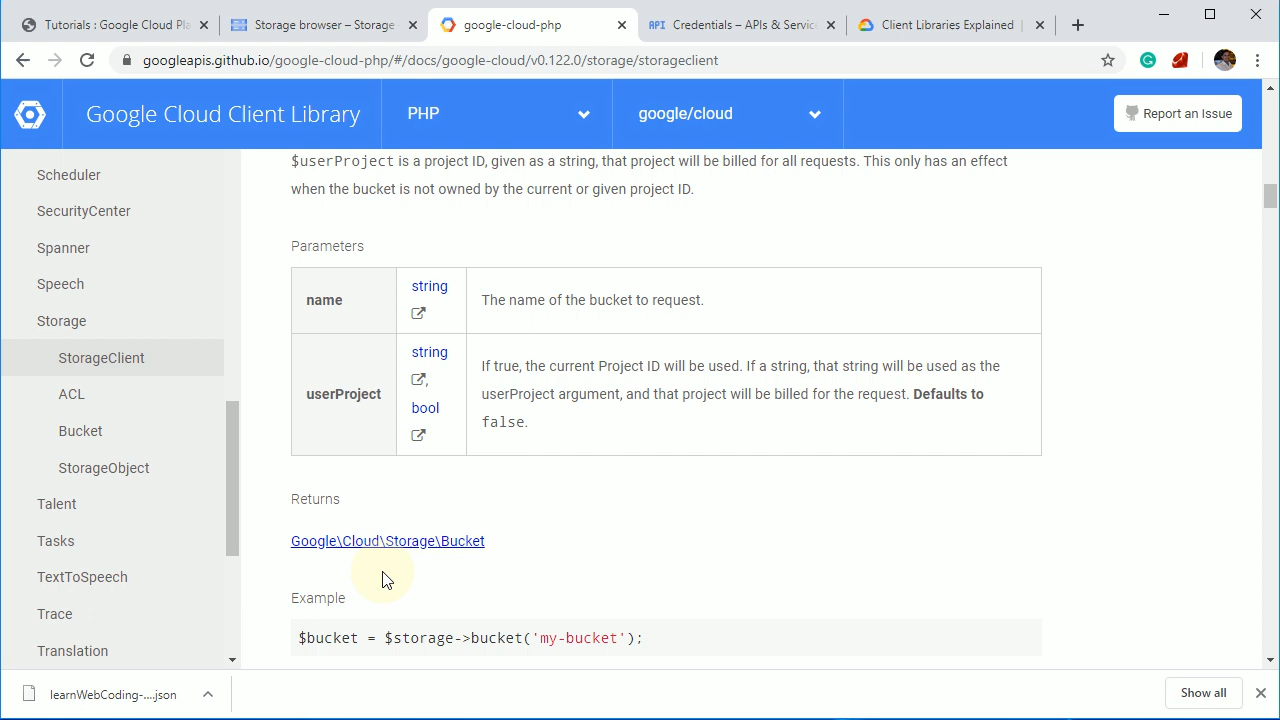 Tutorials : Google Cloud Pla
Storage browser – Storage
google-cloud-php
API Credentials – APIs & Service
Client Libraries Explained
googleapis.github.io/google-cloud-php/#/docs/google-cloud/v0.122.0/storage/storageclient
Google Cloud Client Library
PHP
google/cloud
Report an Issue
Scheduler
SecurityCenter
Spanner
Speech
Storage
StorageClient
ACL
Bucket
StorageObject
Talent
Tasks
TextToSpeech
Trace
Translation
$userProject is a project ID, given as a string, that project will be billed for all requests. This only has an effect
when the bucket is not owned by the current or given project ID.
Parameters
name
string
The name of the bucket to request.
userProject
string
,
bool
If true, the current Project ID will be used. If a string, that string will be used as the
userProject argument, and that project will be billed for the request. Defaults to
false.
Returns
Google\Cloud\Storage\Bucket
Example
$bucket = $storage->bucket('my-bucket');
learnWebCoding-....json
Show all